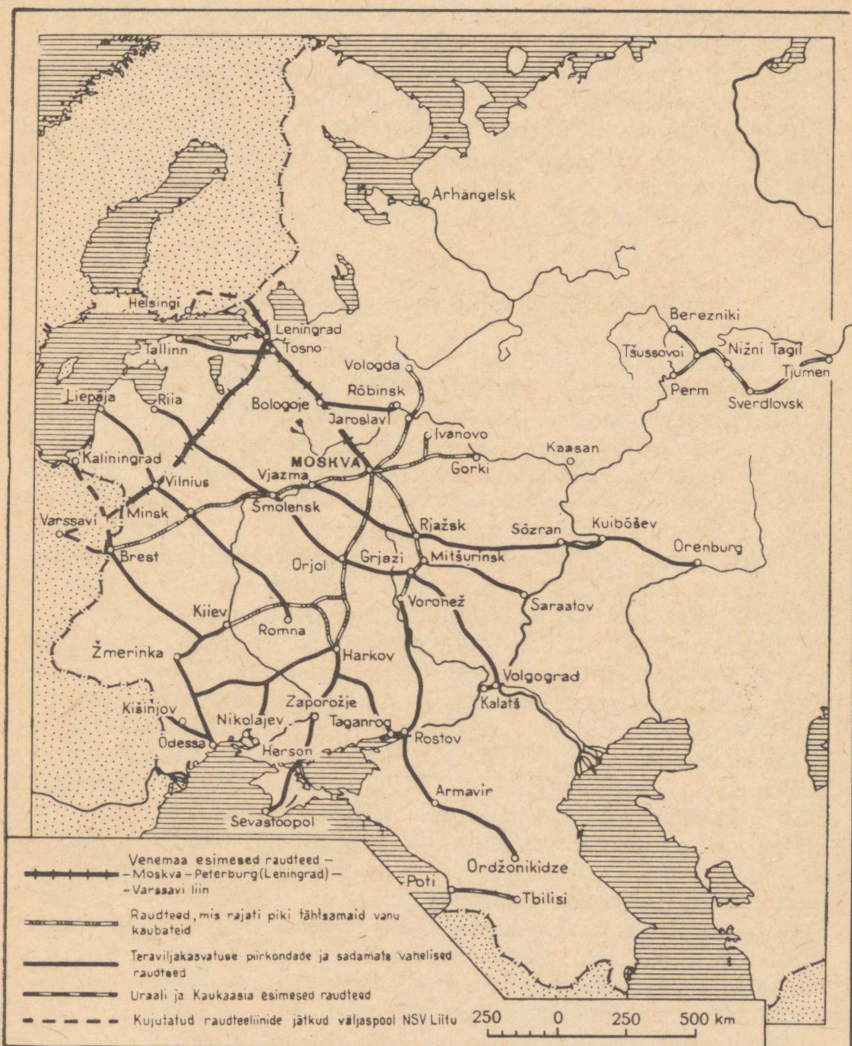 Arhangelsk
Helsingi
Leningrad
Tallinn
Tosno
Berezniki
Tšussovoi
Nižni Tagil
Tjumen
Perm
Sverdlovsk
Vologda
Liepāja
Riia
Bologoje
Rõbinsk
Jaroslavl
Ivanovo
Kaasan
MOSKVA
Gorki
Kaliningrad
Vjazma
Vilnius
Minsk
Smolensk
Varssavi
Rjažsk
Sõzran
Kuibõšev
Brest
Orjol
Grjazi
Mitšurinsk
Orenburg
Voronež
Saraatov
Kiiev
Romna
Žmerinka
Harkov
Volgograd
Kalatš
Kišinjov
Nikolajev
Zaporožje
Taganrog
Odessa
Herson
Rostov
Armavir
Sevastoopol
Ordžonikidze
Poti
Tbilisi
Venemaa esimesed raudteed —
— Moskva – Peterburg (Leningrad) —
– Varssavi liin
Raudteed, mis rajati piki tähtsamaid vanu
kaubateid
Teraviljakasvatuse piirkondade ja sadamate vahelised
raudteed
Uraali ja Kaukaasia esimesed raudteed
Kujutatud raudteeliinide jätkud väljaspool NSV Liitu
250 0 250 500 km